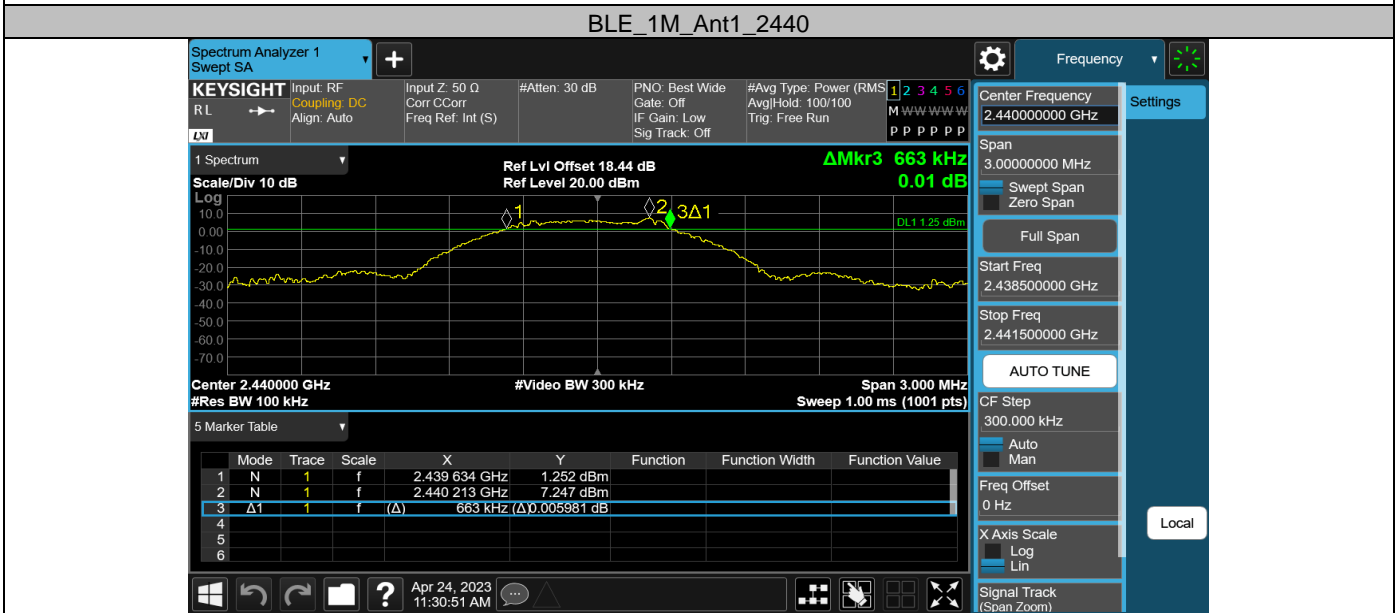 BLE_1M_Ant1_2440
Spectrum Analyzer 1
Swept SA
+
Frequency
KEYSIGHT
RL
LXI
Input: RF
Coupling: DC
Align: Auto
Input Z: 50 Ω
Corr CCorr
Freq Ref: Int (S)
#Atten: 30 dB
PNO: Best Wide
Gate: Off
IF Gain: Low
Sig Track: Off
#Avg Type: Power (RMS
Avg|Hold: 100/100
Trig: Free Run
1 2 3 4 5 6
M W W W W W
P P P P P P
1 Spectrum
Scale/Div 10 dB
Ref Lvl Offset 18.44 dB
Ref Level 20.00 dBm
ΔMkr3 663 kHz
0.01 dB
Log
10.0
0.00
-10.0
-20.0
-30.0
-40.0
-50.0
-60.0
-70.0
1
2
3Δ1
DL1 1.25 dBm
Center 2.440000 GHz
#Video BW 300 kHz
Span 3.000 MHz
#Res BW 100 kHz
Sweep 1.00 ms (1001 pts)
5 Marker Table
Mode Trace Scale X Y Function Function Width Function Value
1 N 1 f 2.439 634 GHz 1.252 dBm
2 N 1 f 2.440 213 GHz 7.247 dBm
3 Δ1 1 f (Δ) 663 kHz (Δ)0.005981 dB
4
5
6
Center Frequency
2.440000000 GHz
Settings
Span
3.00000000 MHz
Swept Span
Zero Span
Full Span
Start Freq
2.438500000 GHz
Stop Freq
2.441500000 GHz
AUTO TUNE
CF Step
300.000 kHz
Auto
Man
Freq Offset
0 Hz
Local
X Axis Scale
Log
Lin
Signal Track
(Span Zoom)
?
Apr 24, 2023
11:30:51 AM